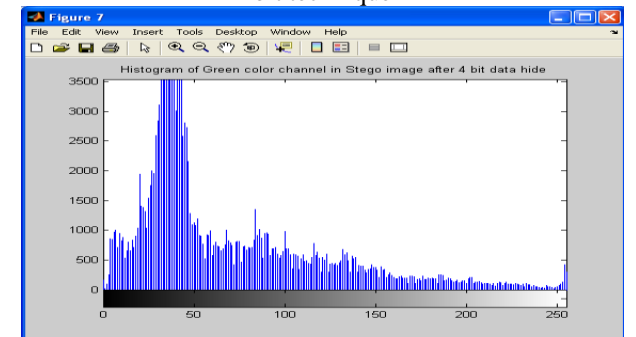 Figure 7
File Edit View Insert Tools Desktop Window Help
Histogram of Green color channel in Stego image after 4 bit data hide
3500
3000
2500
2000
1500
1000
500
0
0 50 100 150 200 250